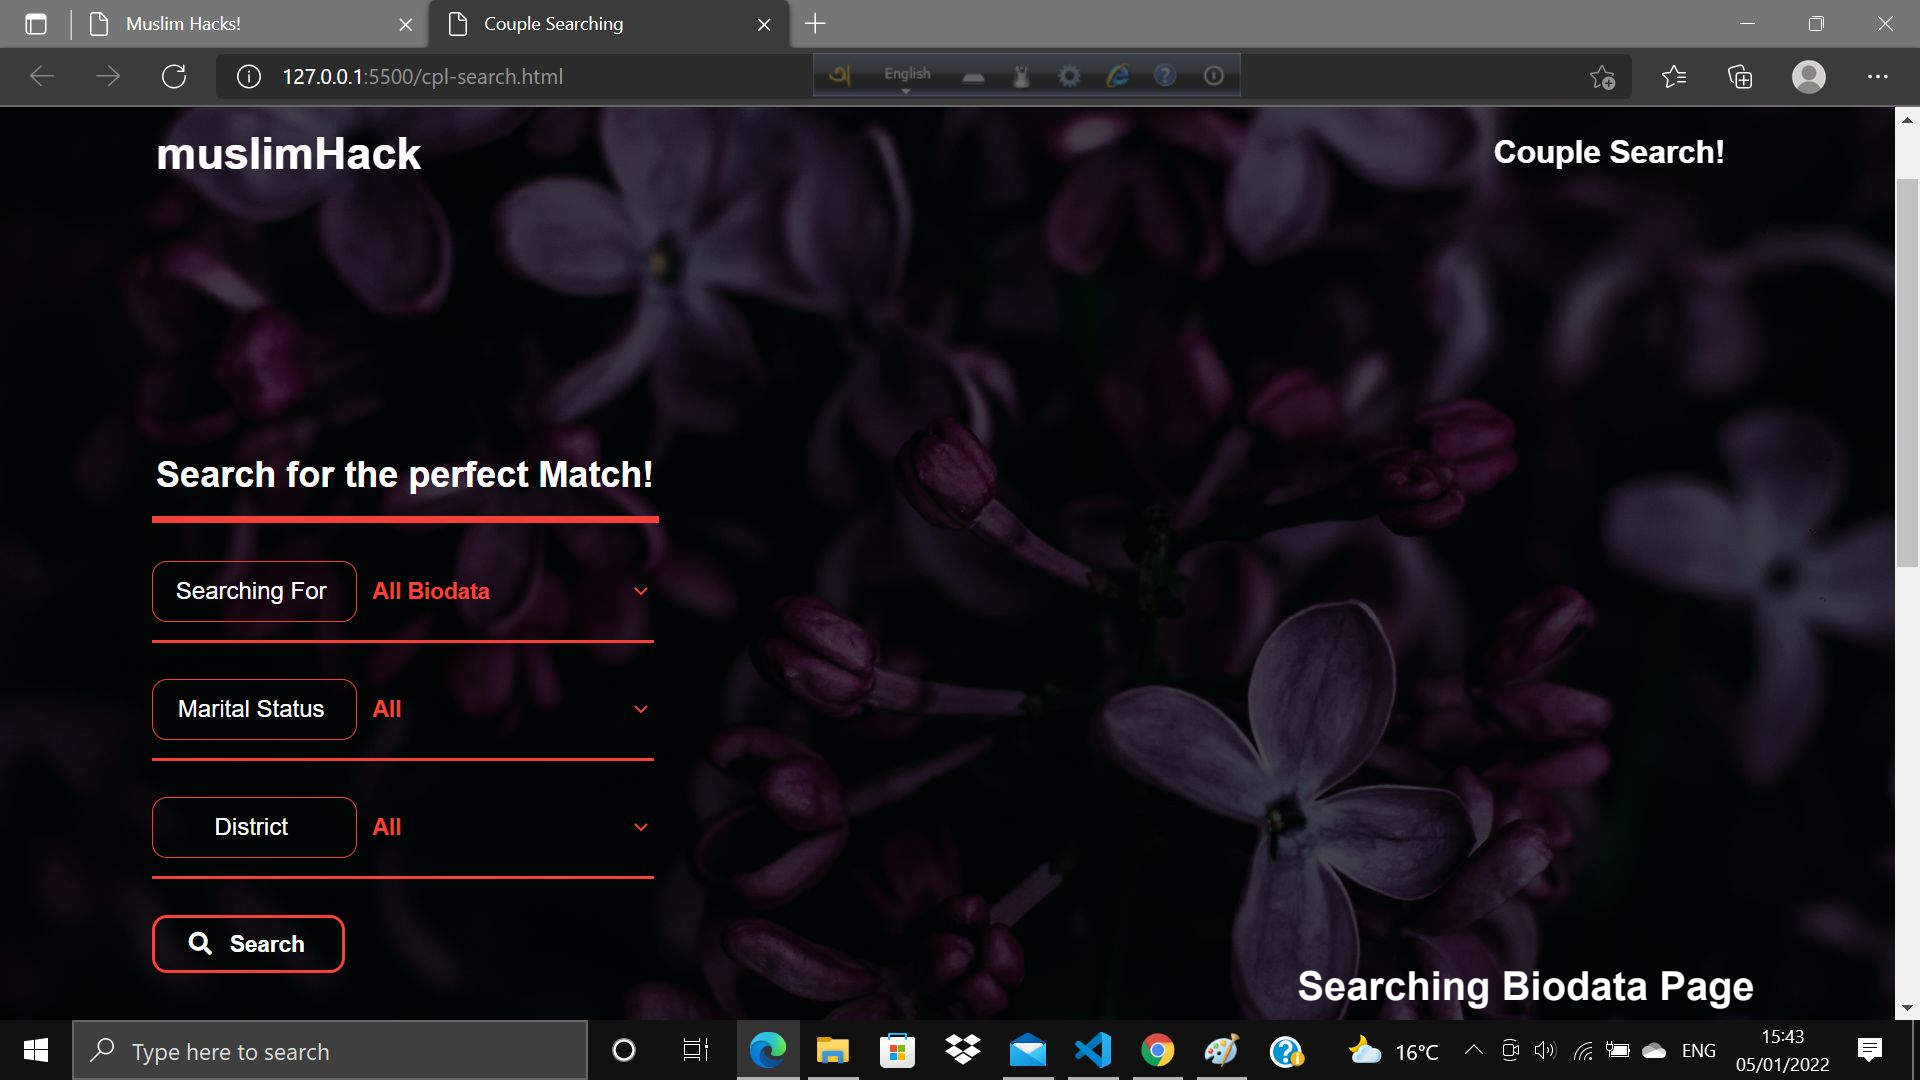 Muslim Hacks!
Couple Searching
127.0.0.1:5500/cpl-search.html
অ
English
muslimHack
Couple Search!
Search for the perfect Match!
Searching For
All Biodata
Marital Status
All
District
All
Search
Searching Biodata Page
Type here to search
16°C
ENG
15:43
05/01/2022